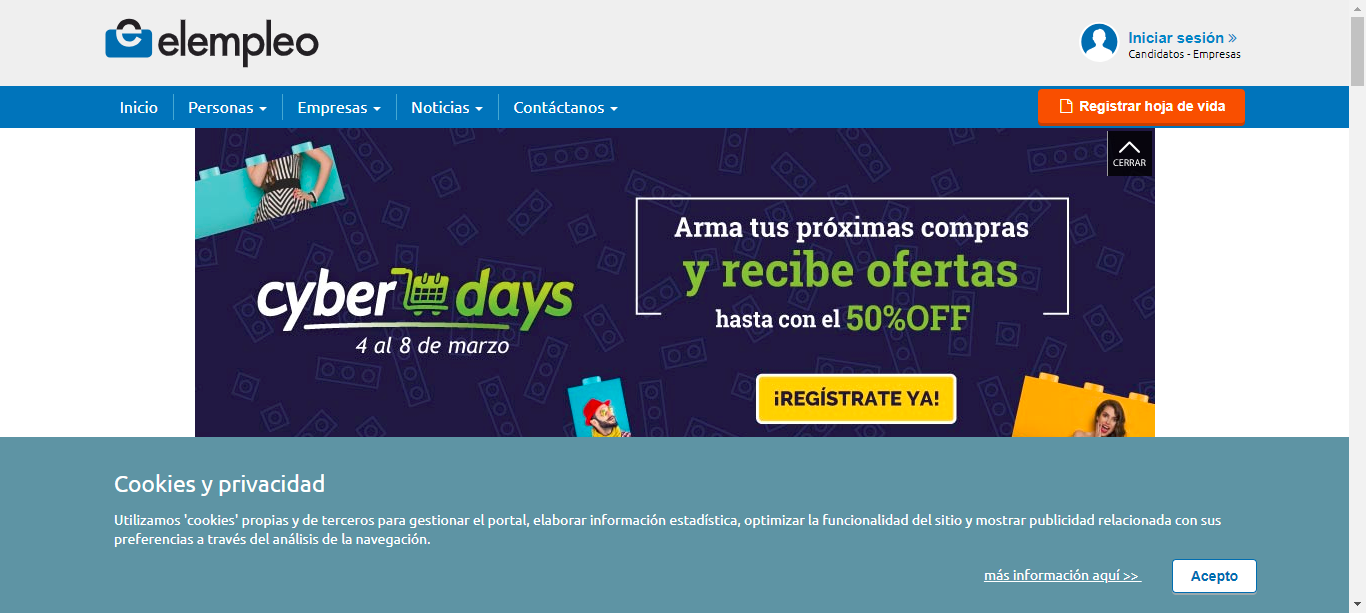 elempleo
Iniciar sesión »
Candidatos - Empresas
Inicio
Personas
Empresas
Noticias
Contáctanos
Registrar hoja de vida
CERRAR
Arma tus próximas compras
y recibe ofertas
hasta con el 50%OFF
cyber days
4 al 8 de marzo
¡REGÍSTRATE YA!
Cookies y privacidad
Utilizamos 'cookies' propias y de terceros para gestionar el portal, elaborar información estadística, optimizar la funcionalidad del sitio y mostrar publicidad relacionada con sus
preferencias a través del análisis de la navegación.
más información aquí >>
Acepto